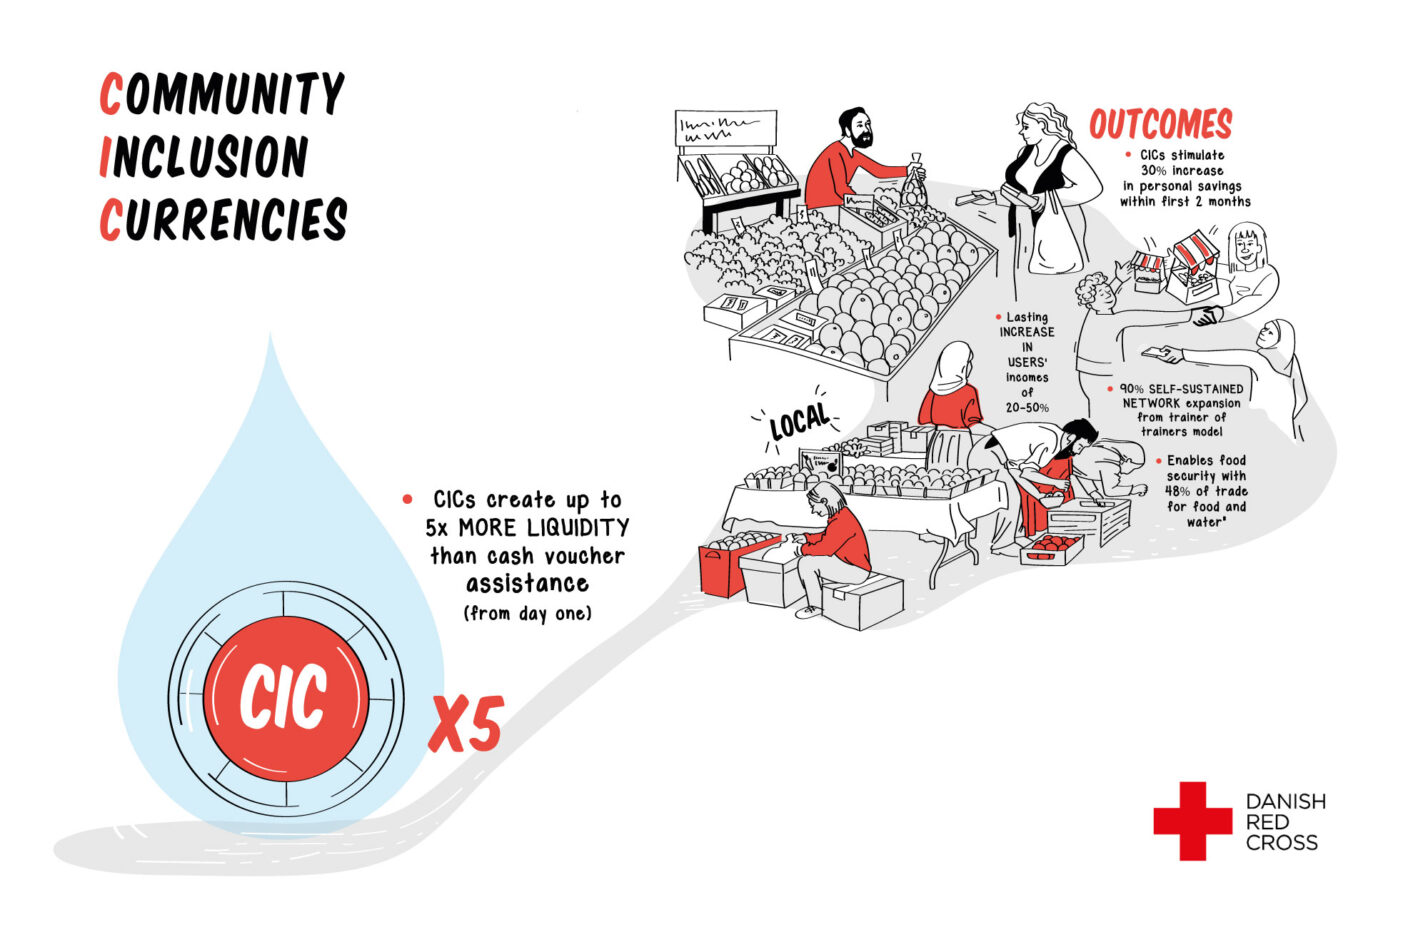 COMMUNITY
INCLUSION
CURRENCIES
CICs create up to
5x MORE LIQUIDITY
than cash voucher
assistance
(from day one)
CIC
X5
LOCAL
OUTCOMES
CICs stimulate
30% increase
in personal savings
within first 2 months
Lasting
INCREASE
IN
USERS'
incomes
of
20-50%
90% SELF-SUSTAINED
NETWORK expansion
from trainer of
trainers model
Enables food
security with
48% of trade
for food and
water"
DANISH
RED
CROSS